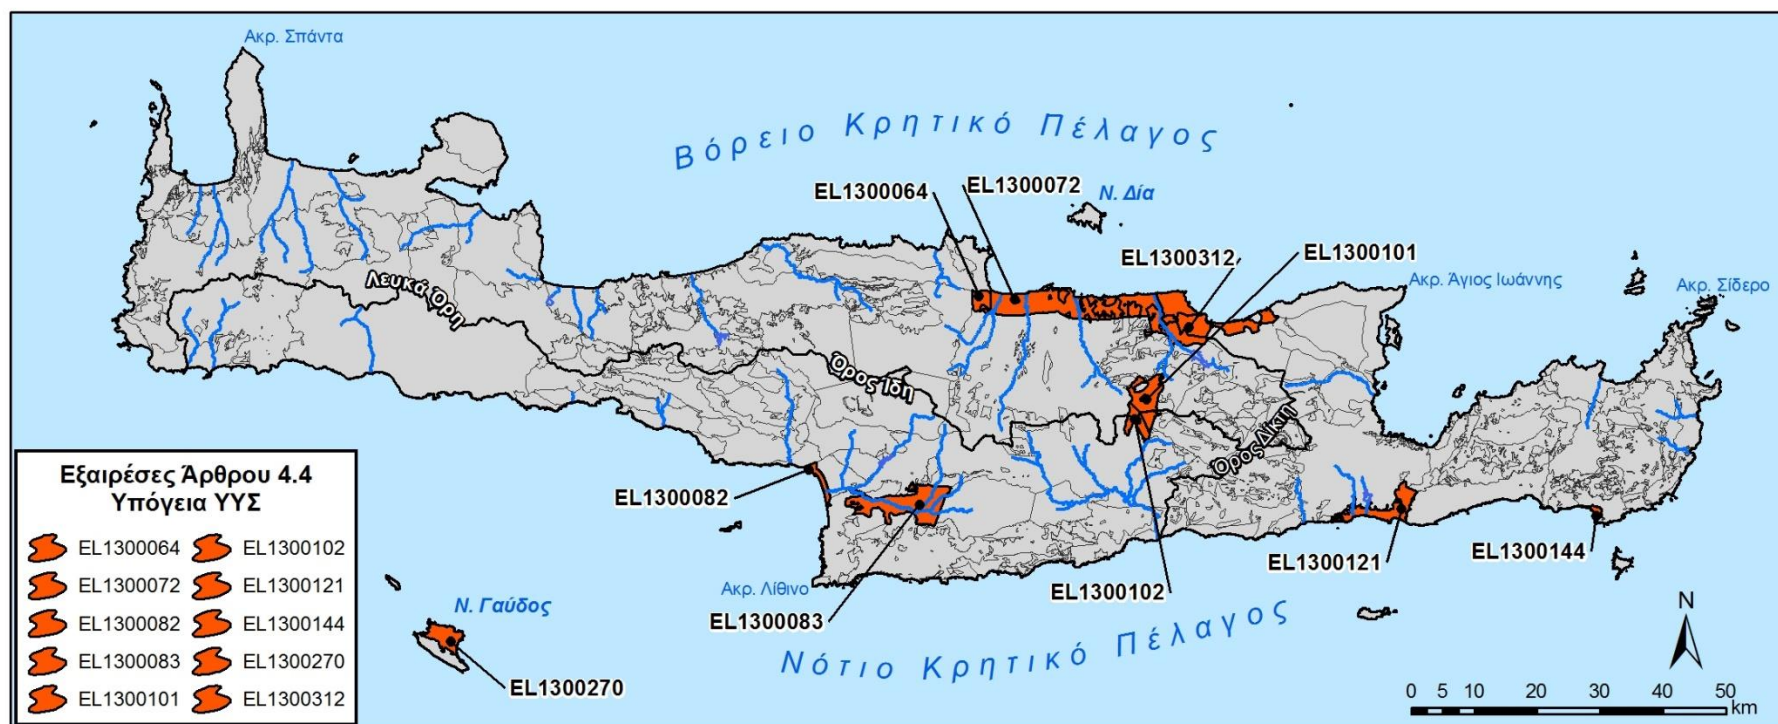 Ακρ. Σπάντα
Βόρειο Κρητικό Πέλαγος
EL1300064
EL1300072
Ν. Δία
EL1300312
EL1300101
Ακρ. Άγιος Ιωάννης
Ακρ. Σίδερο
Λευκά Όρη
Όρος Ίδη
Όρος Δίκτη
EL1300082
EL1300083
EL1300102
EL1300121
EL1300144
Ακρ. Λίθινο
Ν. Γαύδος
EL1300270
Νότιο Κρητικό Πέλαγος
Εξαιρέσεις Άρθρου 4.4
Υπόγεια ΥΥΣ
EL1300064 EL1300102
EL1300072 EL1300121
EL1300082 EL1300144
EL1300083 EL1300270
EL1300101 EL1300312
N
0 5 10 20 30 40 50
km